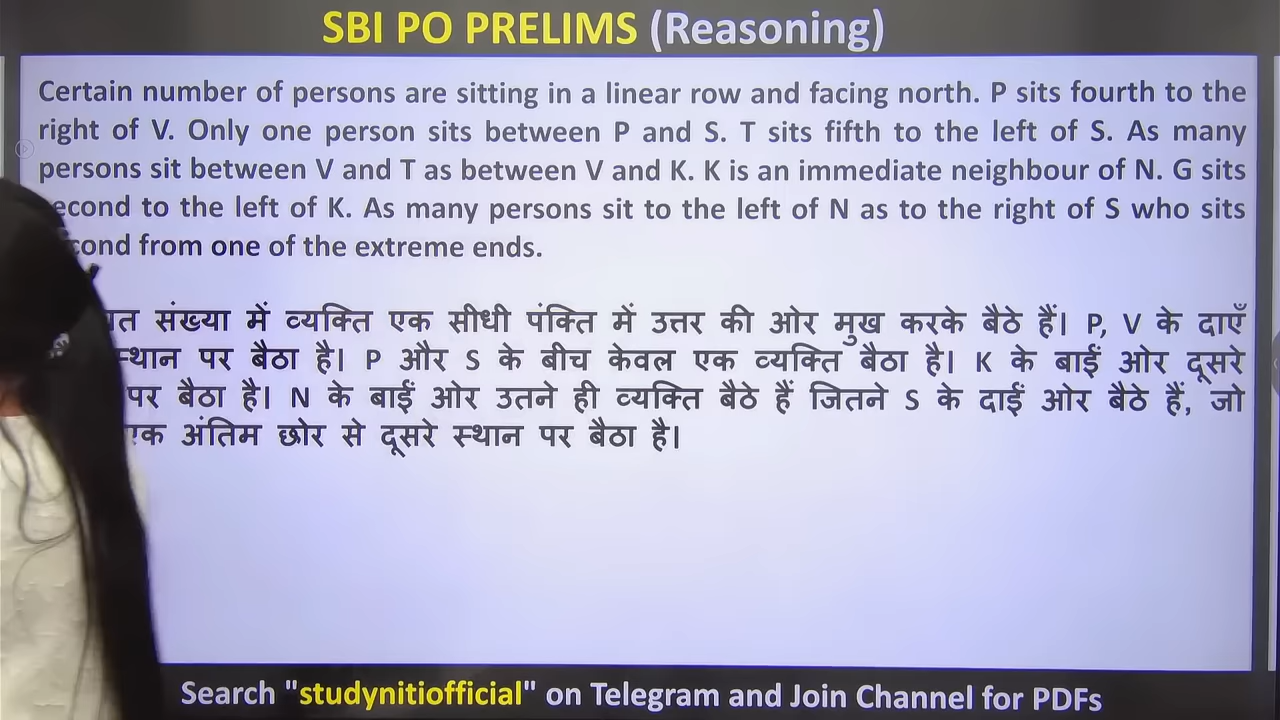 SBI PO PRELIMS (Reasoning)
Certain number of persons are sitting in a linear row and facing north. P sits fourth to the
right of V. Only one person sits between P and S. T sits fifth to the left of S. As many
persons sit between V and T as between V and K. K is an immediate neighbour of N. G sits
econd to the left of K. As many persons sit to the left of N as to the right of S who sits
cond from one of the extreme ends.
त संख्या में व्यक्ति एक सीधी पंक्ति में उत्तर की ओर मुख करके बैठे हैं। P, V के दाएँ
स्थान पर बैठा है। P और S के बीच केवल एक व्यक्ति बैठा है। K के बाईं ओर दूसरे
पर बैठा है। N के बाईं ओर उतने ही व्यक्ति बैठे हैं जितने S के दाईं ओर बैठे हैं, जो
एक अंतिम छोर से दूसरे स्थान पर बैठा है।
Search "studynitiofficial" on Telegram and Join Channel for PDFs